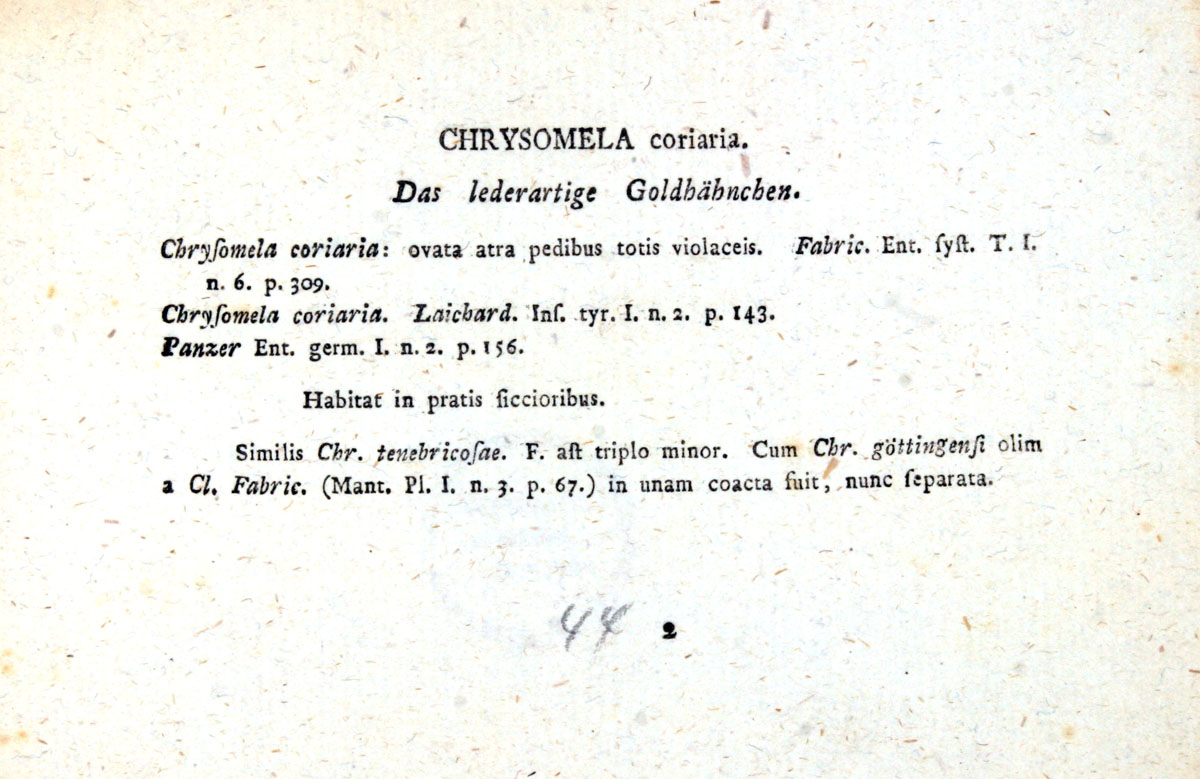 CHRYSOMELA coriaria.
Das lederartige Goldhähnchen.
Chryſomela coriaria: ovata atra pedibus totis violaceis. Fabric. Ent. ſyſt. T. I.
n. 6. p. 309.
Chryſomela coriaria. Laichard. Inſ. tyr. I. n. 2. p. 143.
Panzer Ent. germ. I. n. 2. p. 156.
Habitat in pratis ſiccioribus.
Similis Chr. tenebricoſae. F. aſt triplo minor. Cum Chr. göttingenſi olim
a Cl. Fabric. (Mant. Pl. I. n. 3. p. 67.) in unam coacta fuit, nunc ſeparata.
44 2